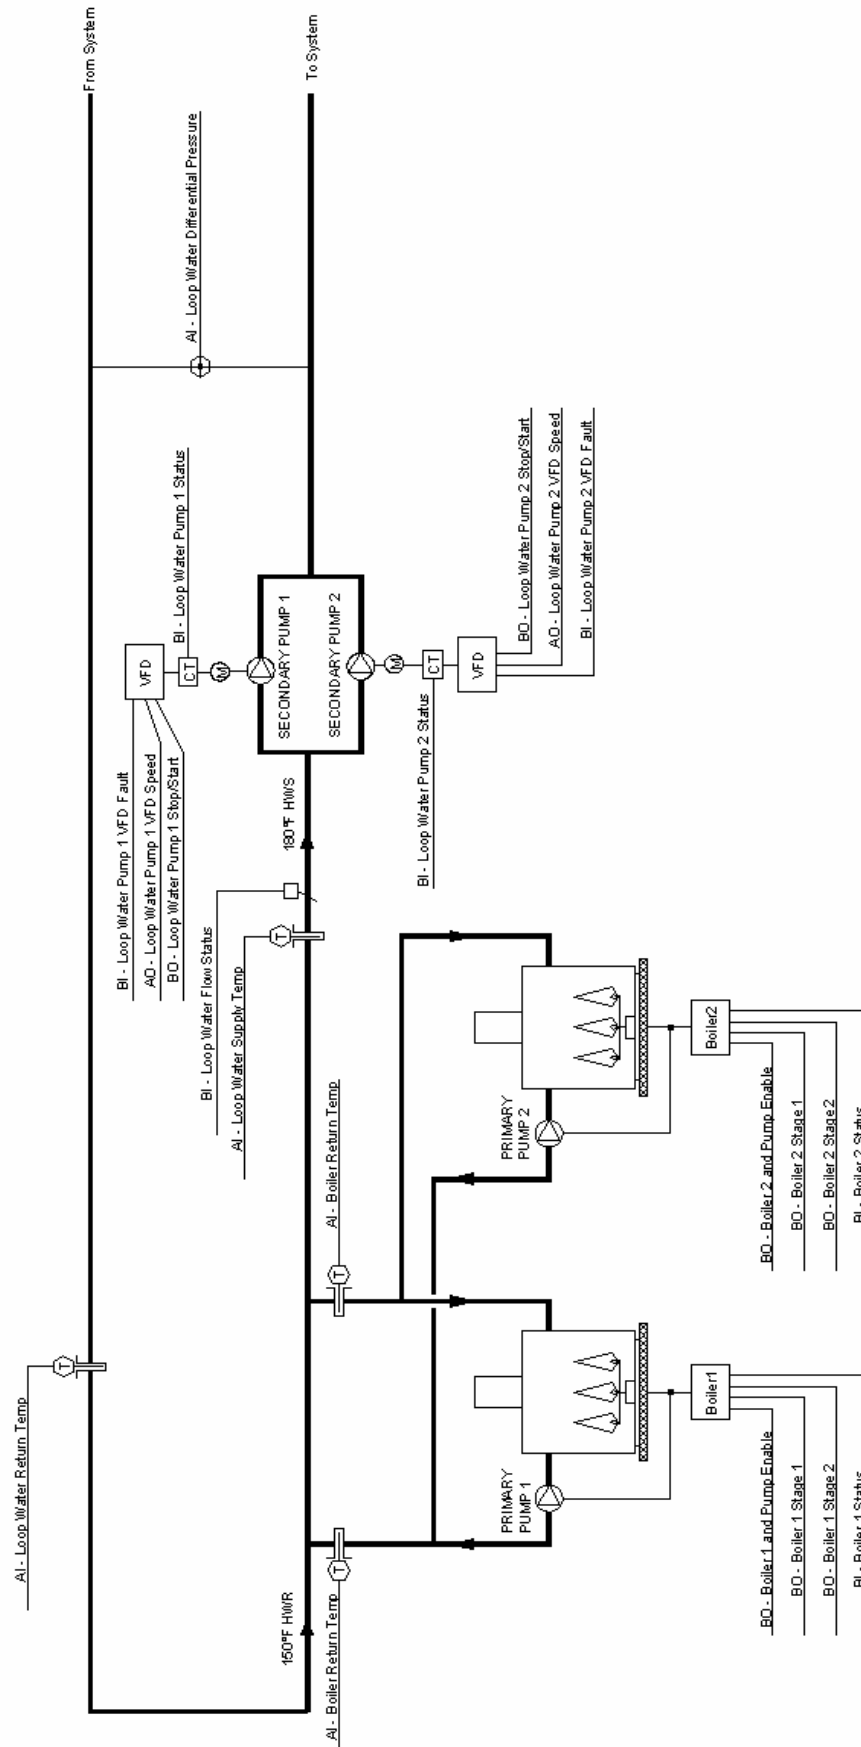 From System
To System
AI - Loop Water Differential Pressure
BI - Loop Water Pump 1 Status
VFD
CT
M
SECONDARY PUMP 1
SECONDARY PUMP 2
M
CT
VFD
BO - Loop Water Pump 2 Stop/Start
AO - Loop Water Pump 2 VFD Speed
BI - Loop Water Pump 2 VFD Fault
BI - Loop Water Pump 2 Status
BI - Loop Water Pump 1 VFD Fault
AO - Loop Water Pump 1 VFD Speed
BO - Loop Water Pump 1 Stop/Start
180°F HWS
BI - Loop Water Flow Status
T
AI - Loop Water Supply Temp
AI - Boiler Return Temp
T
PRIMARY
PUMP 2
Boiler2
BO - Boiler 2 and Pump Enable
BO - Boiler 2 Stage 1
BO - Boiler 2 Stage 2
BI - Boiler 2 Status
T
AI - Loop Water Return Temp
PRIMARY
PUMP 1
Boiler1
BO - Boiler 1 and Pump Enable
BO - Boiler 1 Stage 1
BO - Boiler 1 Stage 2
BI - Boiler 1 Status
150°F HWR
T
AI - Boiler Return Temp